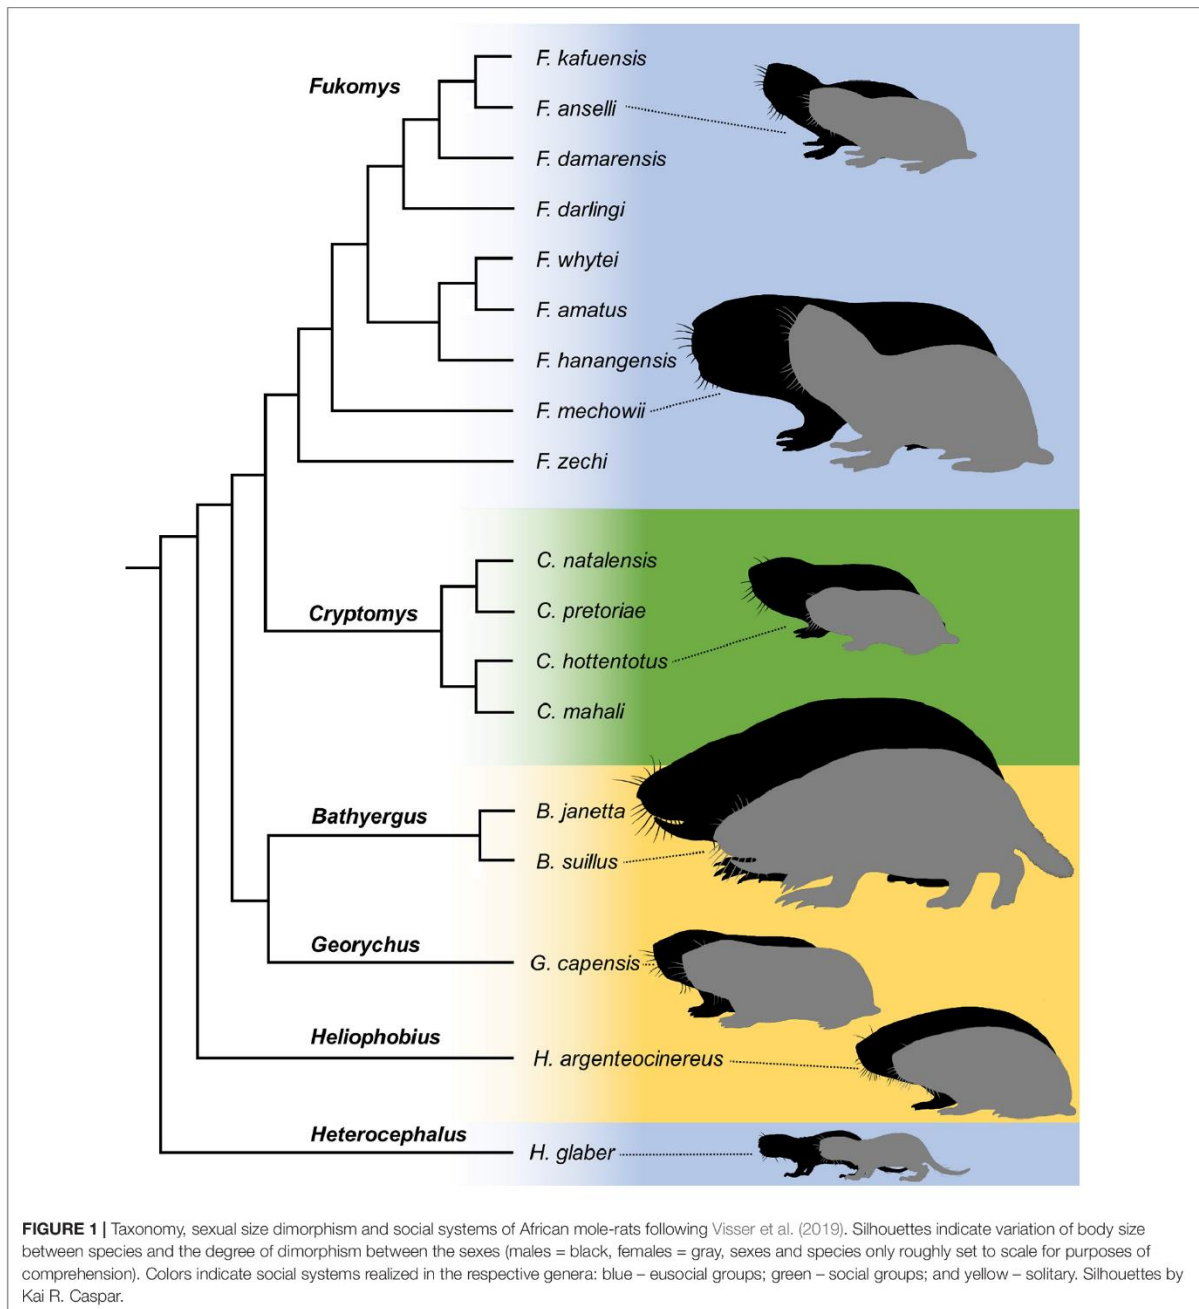 Fukomys
F. kafuensis
F. anselli
F. damarensis
F. darlingi
F. whytei
F. amatus
F. hanangensis
F. mechowii
F. zechi
C. natalensis
Cryptomys
C. pretoriae
C. hottentotus
C. mahali
Bathyergus
B. janetta
B. suillus
Georychus
G. capensis
Heliophobius
H. argenteocinereus
Heterocephalus
H. glaber
FIGURE 1 | Taxonomy, sexual size dimorphism and social systems of African mole-rats following Visser et al. (2019). Silhouettes indicate variation of body size
between species and the degree of dimorphism between the sexes (males = black, females = gray, sexes and species only roughly set to scale for purposes of
comprehension). Colors indicate social systems realized in the respective genera: blue – eusocial groups; green – social groups; and yellow – solitary. Silhouettes by
Kai R. Caspar.